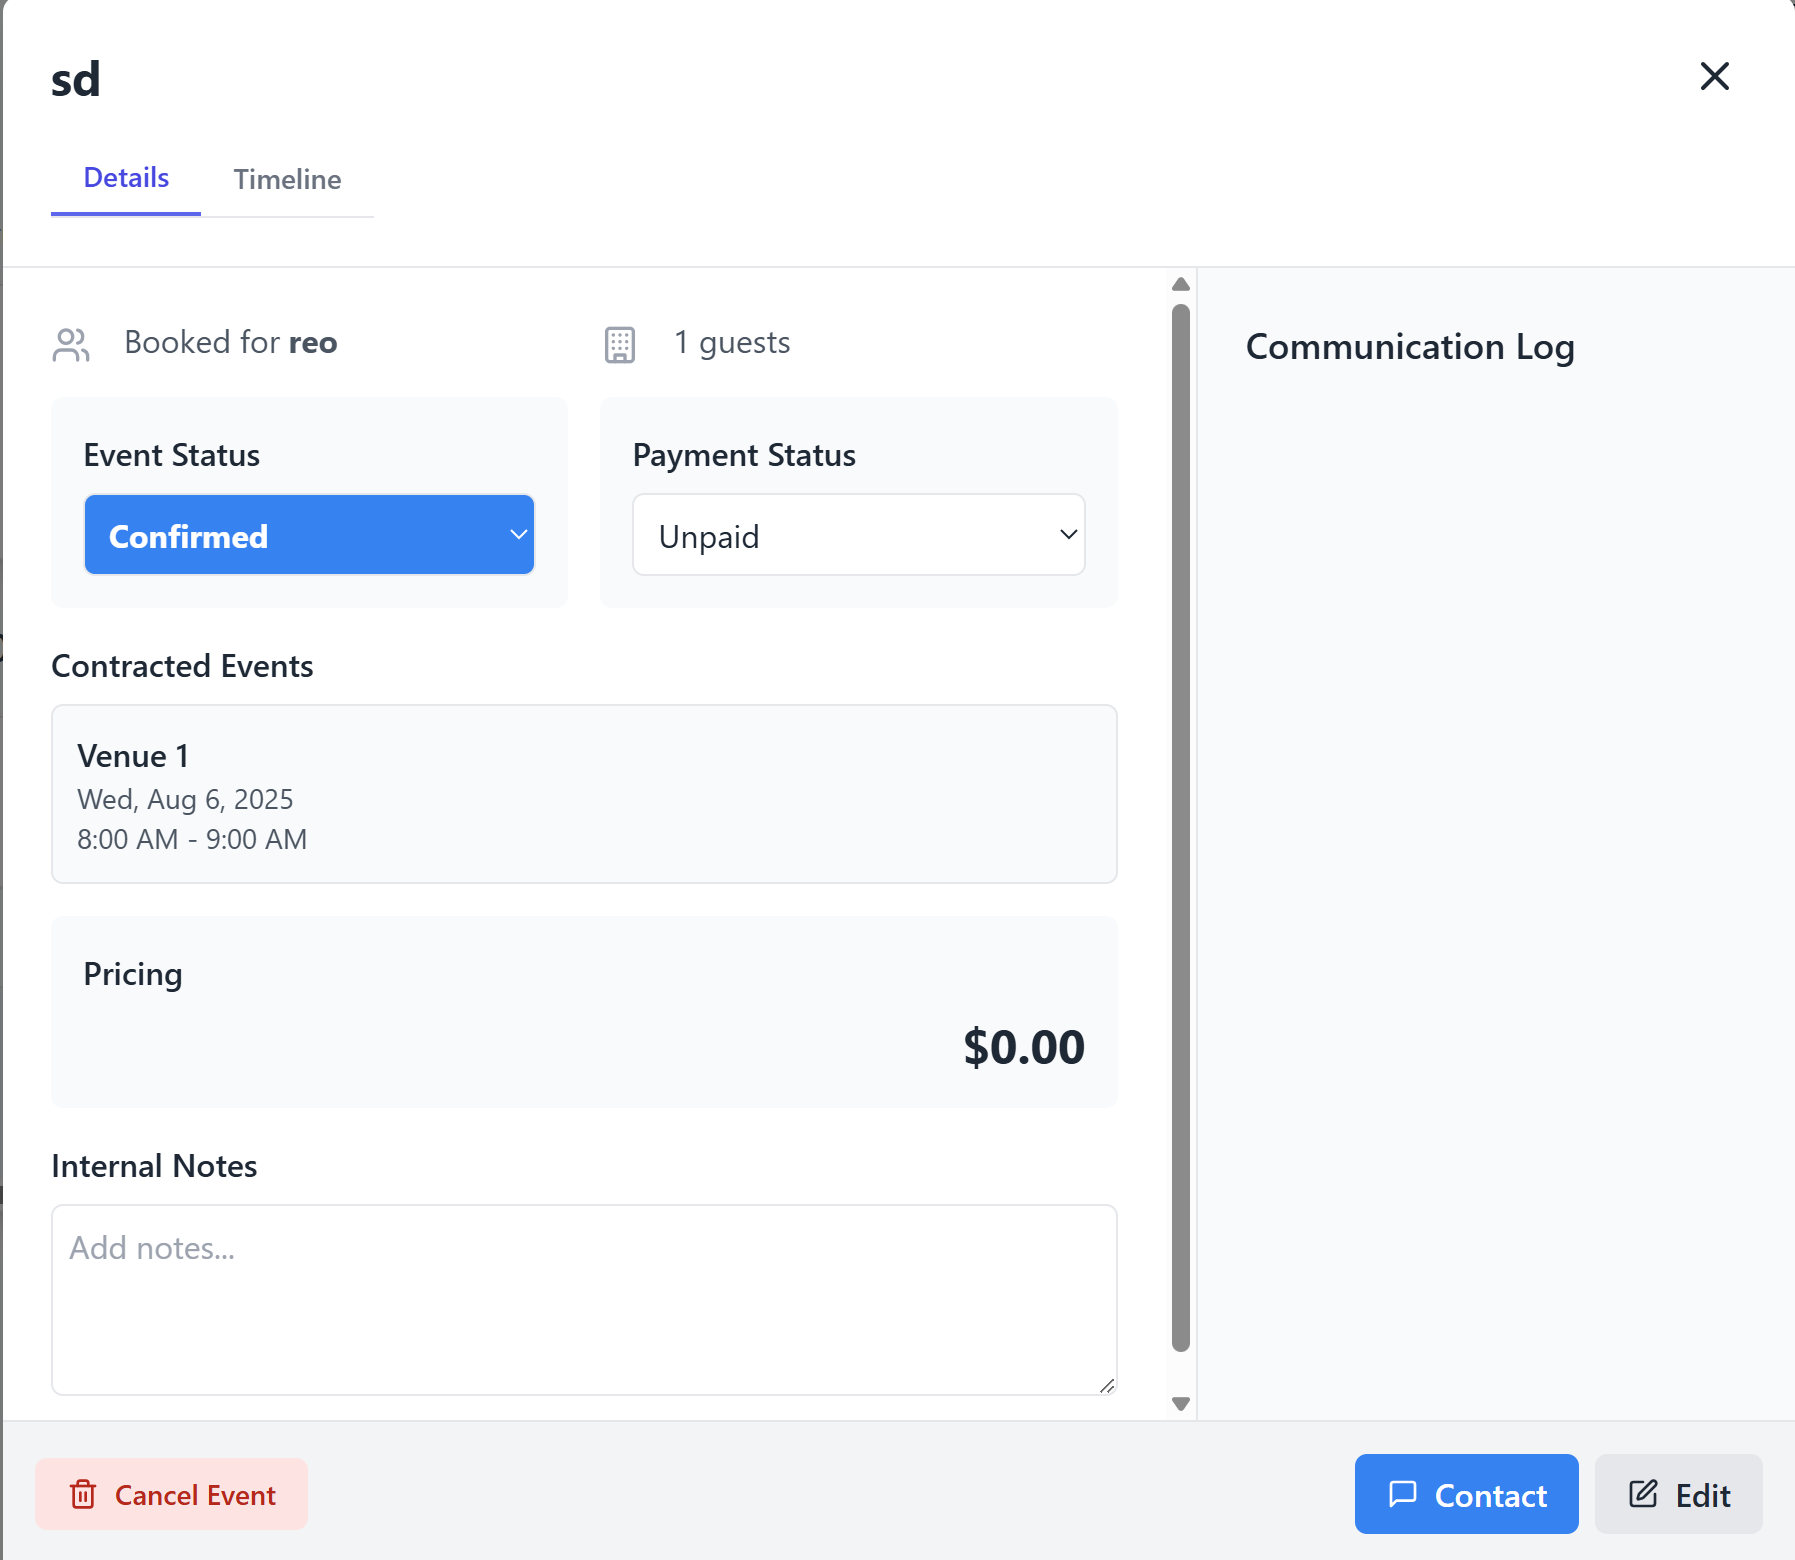 sd
Details
Timeline
Booked for reo
1 guests
Event Status
Confirmed
Payment Status
Unpaid
Contracted Events
Venue 1
Wed, Aug 6, 2025
8:00 AM - 9:00 AM
Pricing
$0.00
Internal Notes
Add notes...
Communication Log
Cancel Event
Contact
Edit